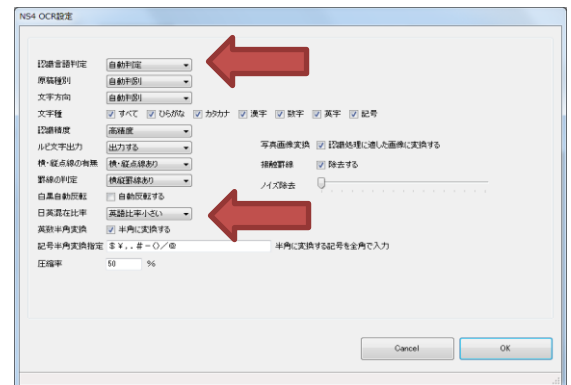 NS4 OCR設定
認識言語判定 自動判定
原稿種別 自動判別
文字方向 自動判別
文字種 すべて ひらがな カタカナ 漢字 数字 英字 記号
認識精度 高精度
ルビ文字出力 出力する 写真画像変換 認識処理に適した画像に変換する
横・縦点線の有無 横・縦点線あり 接触罫線 除去する
罫線の判定 横縦罫線あり ノイズ除去
白黒自動反転 自動反転する
日英混在比率 英語比率小さい
英数半角変換 半角に変換する
記号半角変換指定 $￥．．＃－（）／＠ 半角に変換する記号を全角で入力
圧縮率 50 %
Cancel OK